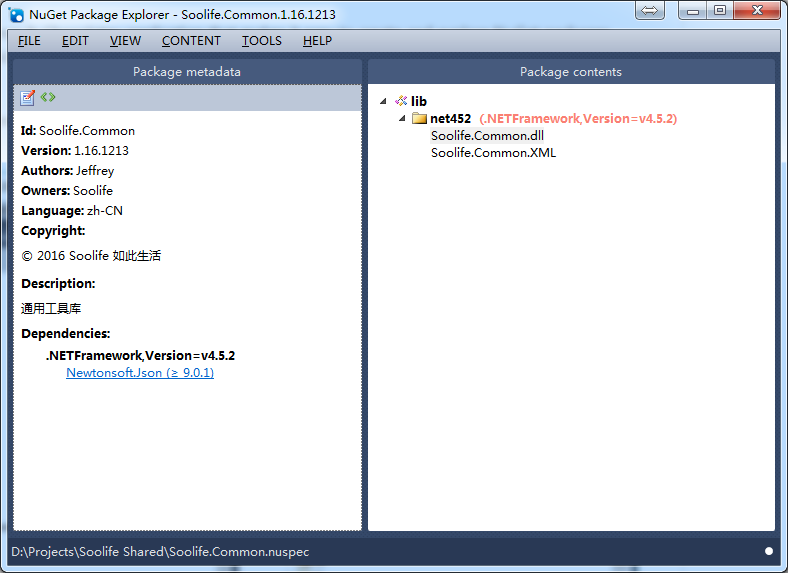 NuGet Package Explorer - Soolife.Common.1.16.1213
FILE EDIT VIEW CONTENT TOOLS HELP
Package metadata
Id: Soolife.Common
Version: 1.16.1213
Authors: Jeffrey
Owners: Soolife
Language: zh-CN
Copyright:
© 2016 Soolife 如此生活
Description:
通用工具库
Dependencies:
.NETFramework,Version=v4.5.2
Newtonsoft.Json (≥ 9.0.1)
Package contents
lib
net452 (.NETFramework,Version=v4.5.2)
Soolife.Common.dll
Soolife.Common.XML
D:\Projects\Soolife Shared\Soolife.Common.nuspec